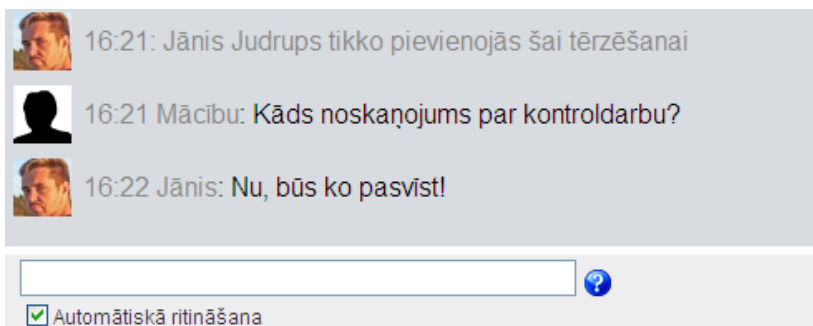 16:21: Jānis Judrups tikko pievienojās šai tērzēšanai
16:21 Mācību: Kāds noskaņojums par kontroldarbu?
16:22 Jānis: Nu, būs ko pasvīst!
Automātiskā ritināšana